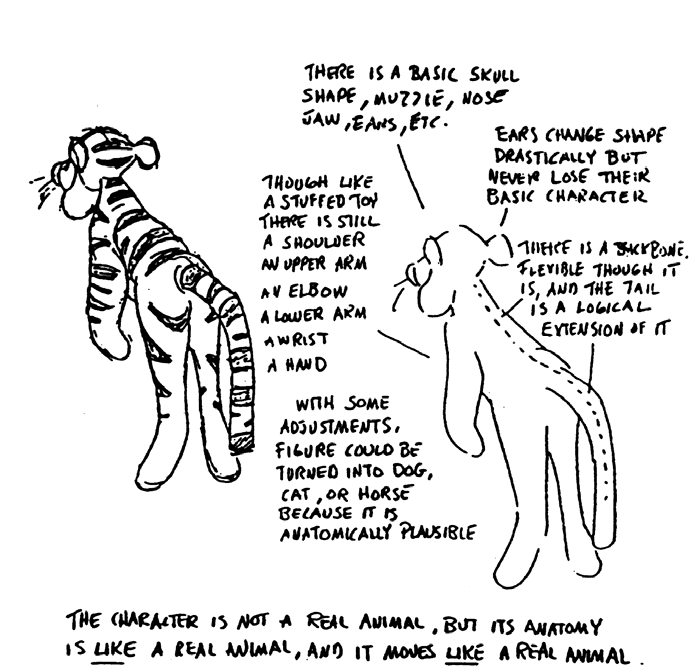 THERE IS A BASIC SKULL
SHAPE, MUZZLE, NOSE
JAW, EARS, ETC.
EARS CHANGE SHAPE
DRASTICALLY BUT
NEVER LOSE THEIR
BASIC CHARACTER
THOUGH LIKE
A STUFFED TOY
THERE IS STILL
A SHOULDER
AN UPPER ARM
AN ELBOW
A LOWER ARM
A WRIST
A HAND
THERE IS A BACKBONE,
FLEXIBLE THOUGH IT
IS, AND THE TAIL
IS A LOGICAL
EXTENSION OF IT
WITH SOME
ADJUSTMENTS,
FIGURE COULD BE
TURNED INTO DOG,
CAT, OR HORSE
BECAUSE IT IS
ANATOMICALLY PLAUSIBLE
THE CHARACTER IS NOT A REAL ANIMAL, BUT ITS ANATOMY
IS LIKE A REAL ANIMAL, AND IT MOVES LIKE A REAL ANIMAL.